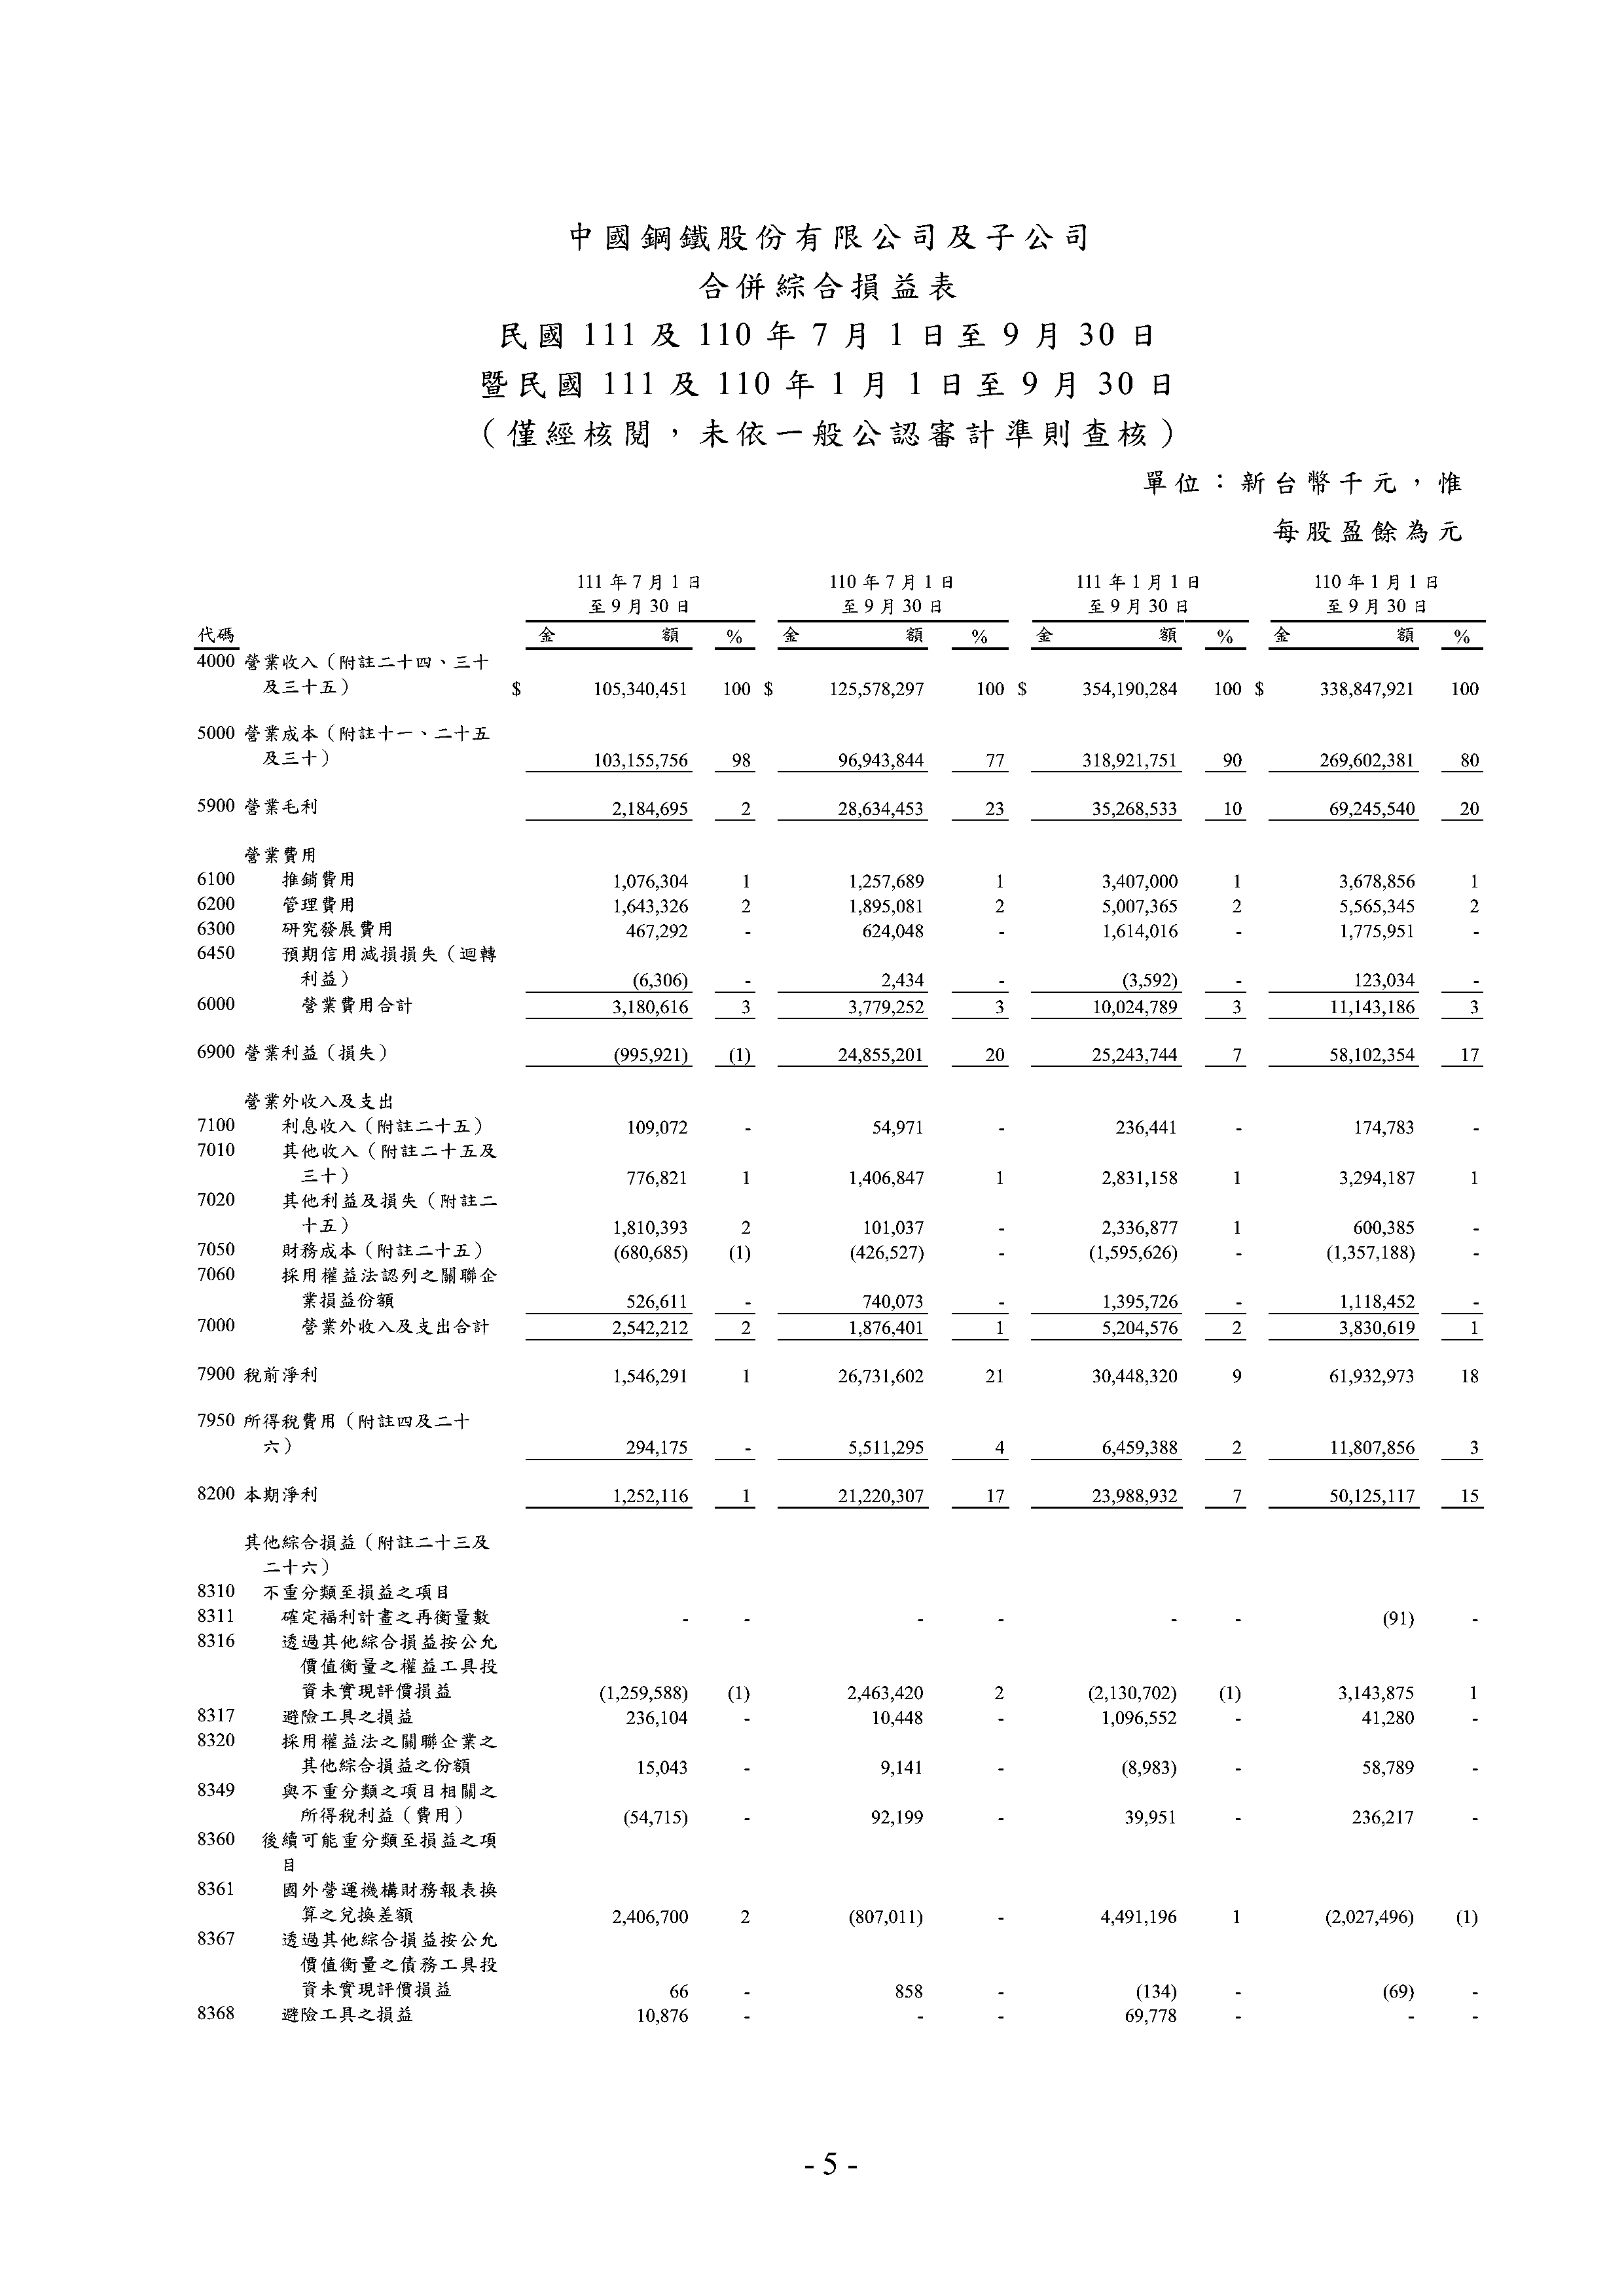 中國鋼鐵股份有限公司及子公司
合併綜合損益表
民國 111 及 110 年 7 月 1 日至 9 月 30 日
暨民國 111 及 110 年 1 月 1 日至 9 月 30 日
（僅經核閱，未依一般公認審計準則查核）
單位：新台幣千元，惟
每股盈餘為元
111 年 7 月 1 日 110 年 7 月 1 日 111 年 1 月 1 日 110 年 1 月 1 日
至 9 月 30 日 至 9 月 30 日 至 9 月 30 日 至 9 月 30 日
代碼 金 額 % 金 額 % 金 額 % 金 額 %
4000 營業收入（附註二十四、三十
及三十五） $ 105,340,451 100 $ 125,578,297 100 $ 354,190,284 100 $ 338,847,921 100
5000 營業成本（附註十一、二十五
及三十） 103,155,756 98 96,943,844 77 318,921,751 90 269,602,381 80
5900 營業毛利 2,184,695 2 28,634,453 23 35,268,533 10 69,245,540 20
營業費用
6100 推銷費用 1,076,304 1 1,257,689 1 3,407,000 1 3,678,856 1
6200 管理費用 1,643,326 2 1,895,081 2 5,007,365 2 5,565,345 2
6300 研究發展費用 467,292 - 624,048 - 1,614,016 - 1,775,951 -
6450 預期信用減損損失（迴轉
利益） (6,306) - 2,434 - (3,592) - 123,034 -
6000 營業費用合計 3,180,616 3 3,779,252 3 10,024,789 3 11,143,186 3
6900 營業利益（損失） (995,921) (1) 24,855,201 20 25,243,744 7 58,102,354 17
營業外收入及支出
7100 利息收入（附註二十五） 109,072 - 54,971 - 236,441 - 174,783 -
7010 其他收入（附註二十五及
三十） 776,821 1 1,406,847 1 2,831,158 1 3,294,187 1
7020 其他利益及損失（附註二
十五） 1,810,393 2 101,037 - 2,336,877 1 600,385 -
7050 財務成本（附註二十五） (680,685) (1) (426,527) - (1,595,626) - (1,357,188) -
7060 採用權益法認列之關聯企
業損益份額 526,611 - 740,073 - 1,395,726 - 1,118,452 -
7000 營業外收入及支出合計 2,542,212 2 1,876,401 1 5,204,576 2 3,830,619 1
7900 稅前淨利 1,546,291 1 26,731,602 21 30,448,320 9 61,932,973 18
7950 所得稅費用（附註四及二十
六） 294,175 - 5,511,295 4 6,459,388 2 11,807,856 3
8200 本期淨利 1,252,116 1 21,220,307 17 23,988,932 7 50,125,117 15
其他綜合損益（附註二十三及
二十六）
8310 不重分類至損益之項目
8311 確定福利計畫之再衡量數 - - - - - - (91) -
8316 透過其他綜合損益按公允
價值衡量之權益工具投
資未實現評價損益 (1,259,588) (1) 2,463,420 2 (2,130,702) (1) 3,143,875 1
8317 避險工具之損益 236,104 - 10,448 - 1,096,552 - 41,280 -
8320 採用權益法之關聯企業之
其他綜合損益之份額 15,043 - 9,141 - (8,983) - 58,789 -
8349 與不重分類之項目相關之
所得稅利益（費用） (54,715) - 92,199 - 39,951 - 236,217 -
8360 後續可能重分類至損益之項
目
8361 國外營運機構財務報表換
算之兌換差額 2,406,700 2 (807,011) - 4,491,196 1 (2,027,496) (1)
8367 透過其他綜合損益按公允
價值衡量之債務工具投
資未實現評價損益 66 - 858 - (134) - (69) -
8368 避險工具之損益 10,876 - - - 69,778 - - -
- 5 -